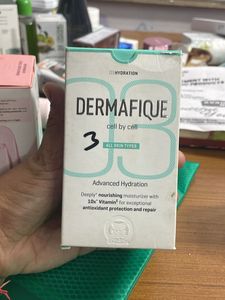 HYDRATION
DERMAFIQUE
cell by cell
3
ALL SKIN TYPES
Advanced Hydration
Deeply nourishing moisturizer with
10x* Vitamin E for exceptional
antioxidant protection and repair